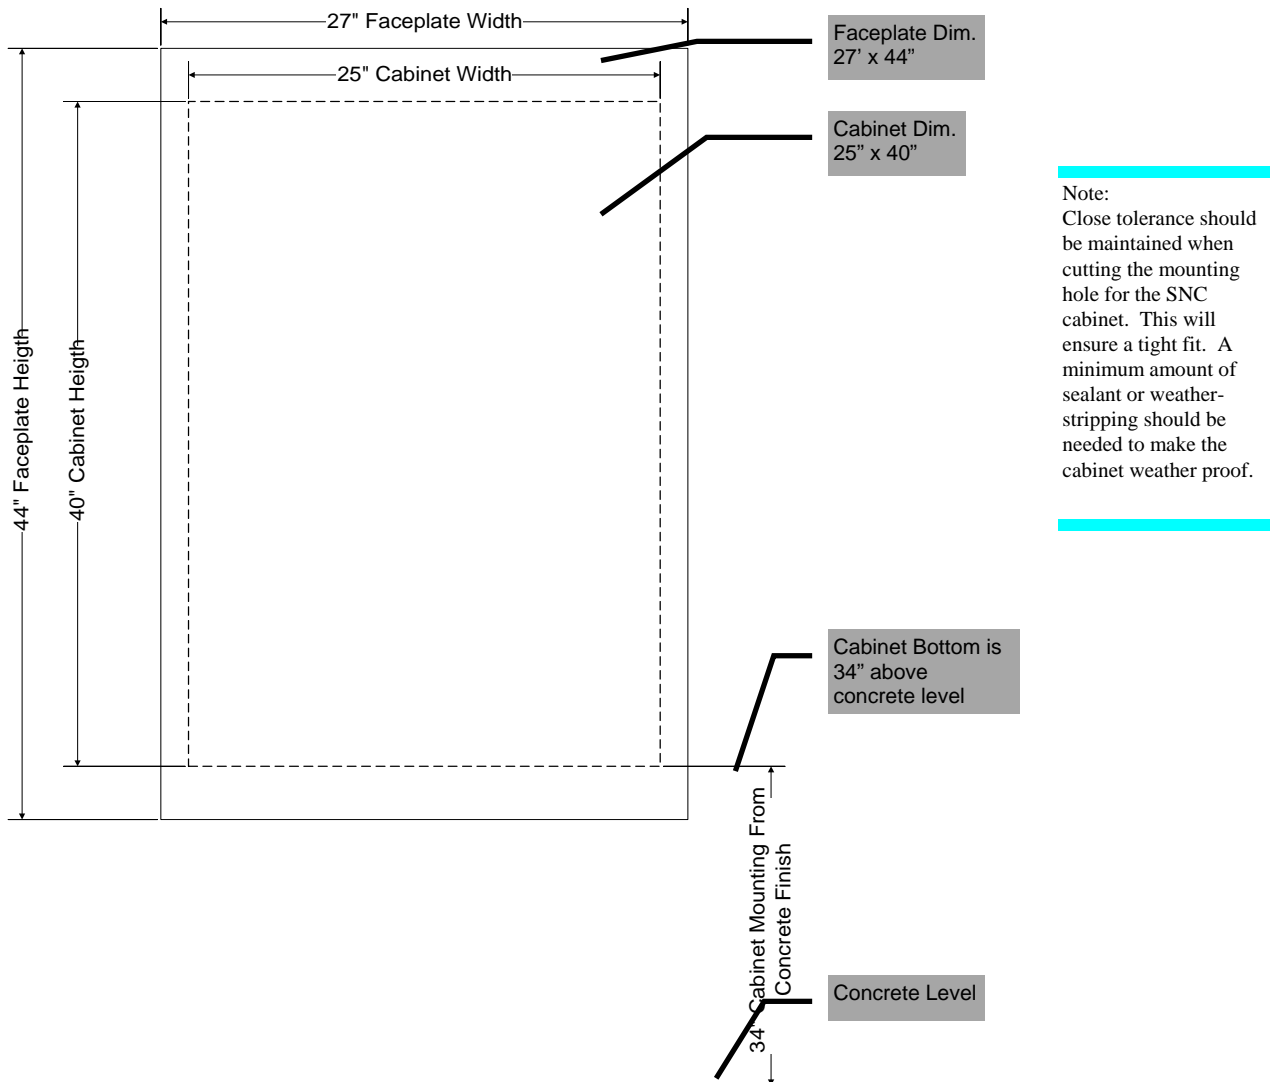 27" Faceplate Width
25" Cabinet Width
44" Faceplate Heigth
40" Cabinet Heigth
Faceplate Dim.
27’ x 44”
Cabinet Dim.
25” x 40”
Note:
Close tolerance should
be maintained when
cutting the mounting
hole for the SNC
cabinet.  This will
ensure a tight fit.  A
minimum amount of
sealant or weather-
stripping should be
needed to make the
cabinet weather proof.
Cabinet Bottom is
34” above
concrete level
34" Cabinet Mounting From
Concrete Finish
Concrete Level